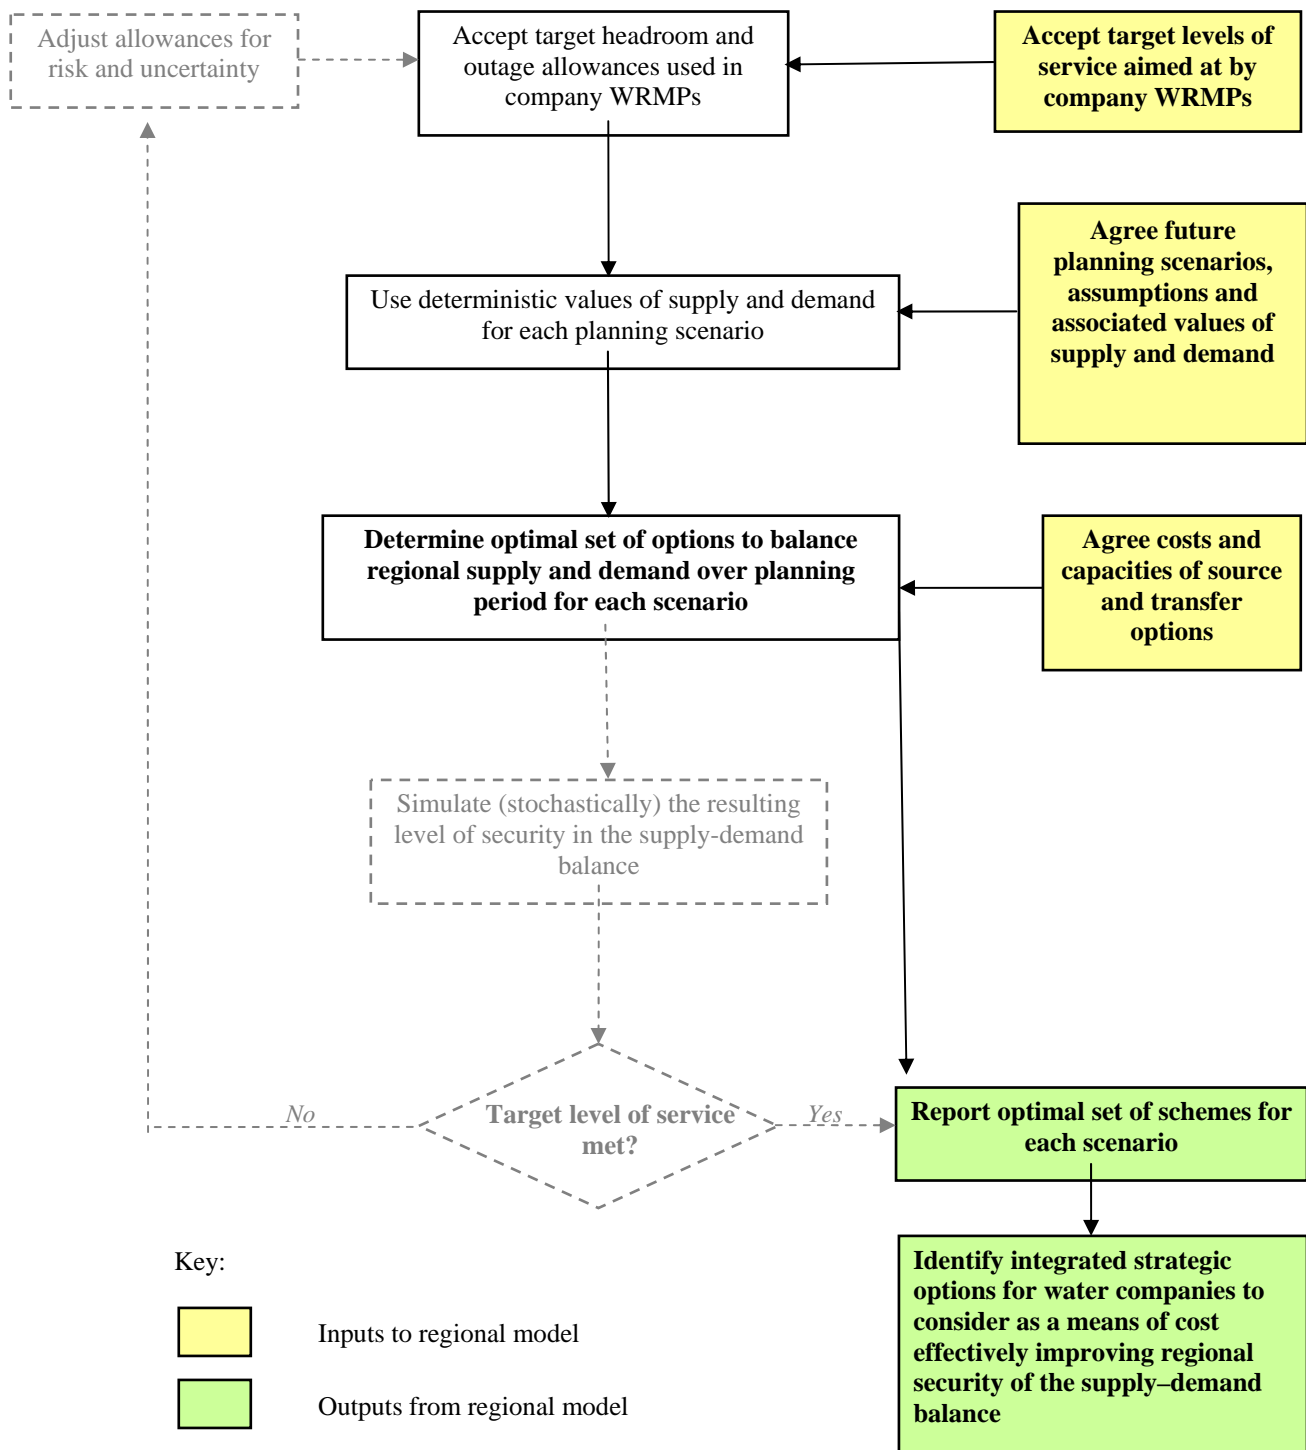 Adjust allowances for
risk and uncertainty
Accept target headroom and
outage allowances used in
company WRMPs
Accept target levels of
service aimed at by
company WRMPs
Agree future
planning scenarios,
assumptions and
associated values of
supply and demand
Use deterministic values of supply and demand
for each planning scenario
Determine optimal set of options to balance
regional supply and demand over planning
period for each scenario
Agree costs and
capacities of source
and transfer
options
Simulate (stochastically) the resulting
level of security in the supply-demand
balance
No
Target level of service
met?
Yes
Report optimal set of schemes for
each scenario
Identify integrated strategic
options for water companies to
consider as a means of cost
effectively improving regional
security of the supply–demand
balance
Key:
Inputs to regional model
Outputs from regional model